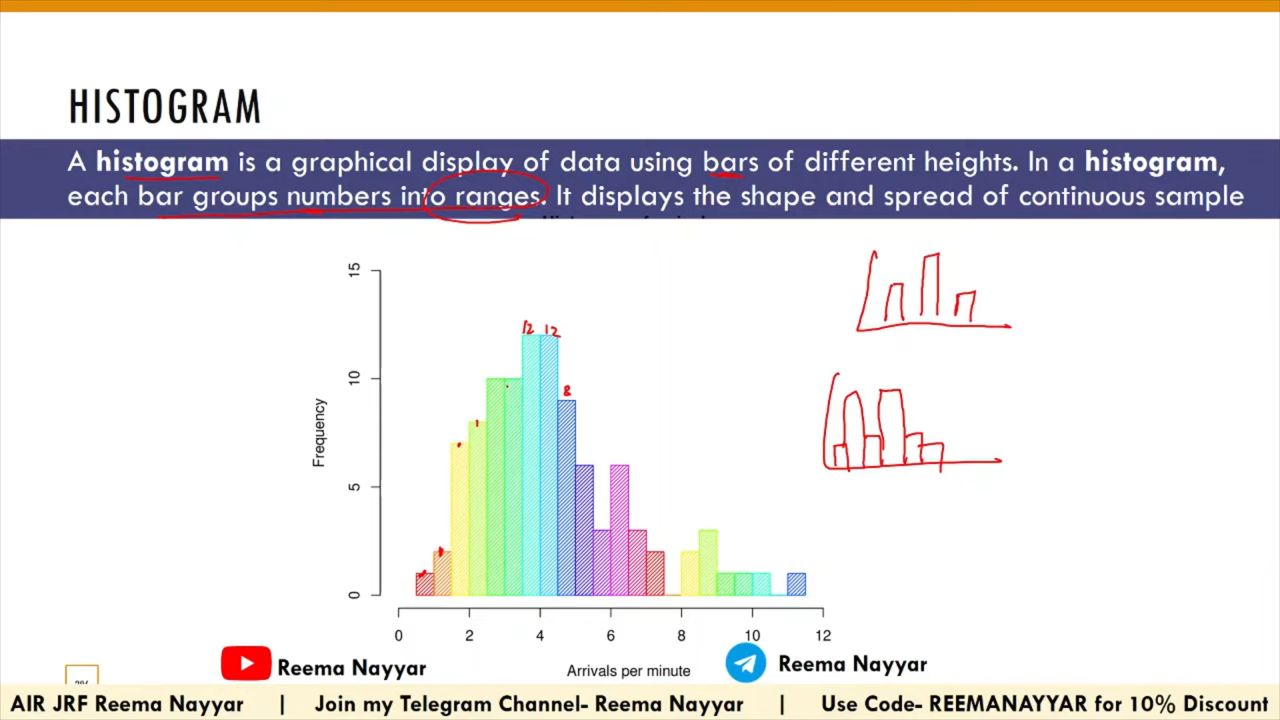 HISTOGRAM
A histogram is a graphical display of data using bars of different heights. In a histogram,
each bar groups numbers into ranges. It displays the shape and spread of continuous sample
15
10
5
0
Frequency
12 12
8
0 2 4 6 8 10 12
Arrivals per minute
Reema Nayyar
Reema Nayyar
AIR JRF Reema Nayyar | Join my Telegram Channel- Reema Nayyar | Use Code- REEMANAYYAR for 10% Discount